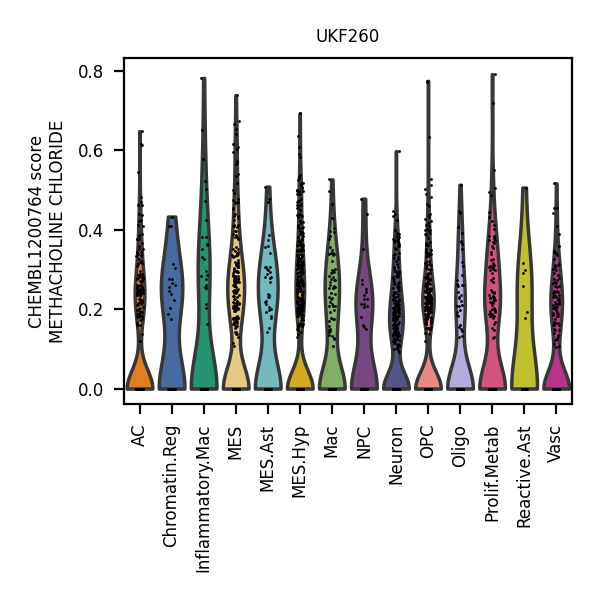 UKF260
CHEMBL1200764 score
METHACHOLINE CHLORIDE
0.8
0.6
0.4
0.2
0.0
AC
Chromatin.Reg
Inflammatory.Mac
MES
MES.Ast
MES.Hyp
Mac
NPC
Neuron
OPC
Oligo
Prolif.Metab
Reactive.Ast
Vasc